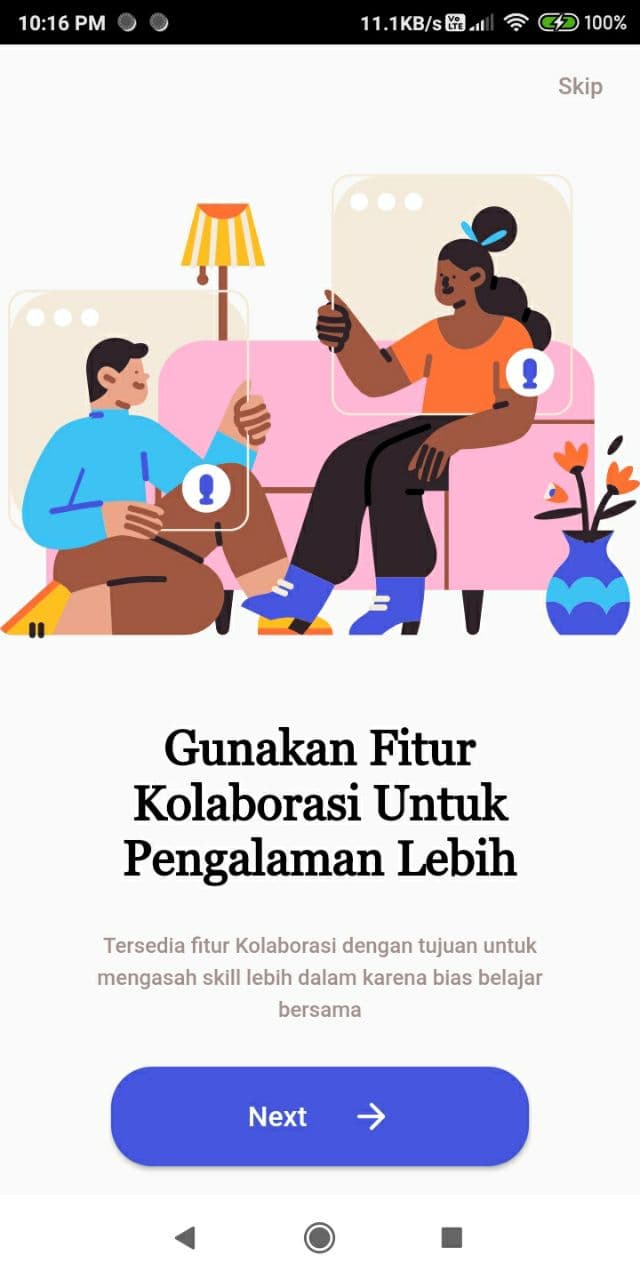 10:16 PM 11.1KB/s Vo LTE 100%
Skip
Gunakan Fitur
Kolaborasi Untuk
Pengalaman Lebih
Tersedia fitur Kolaborasi dengan tujuan untuk
mengasah skill lebih dalam karena bias belajar
bersama
Next